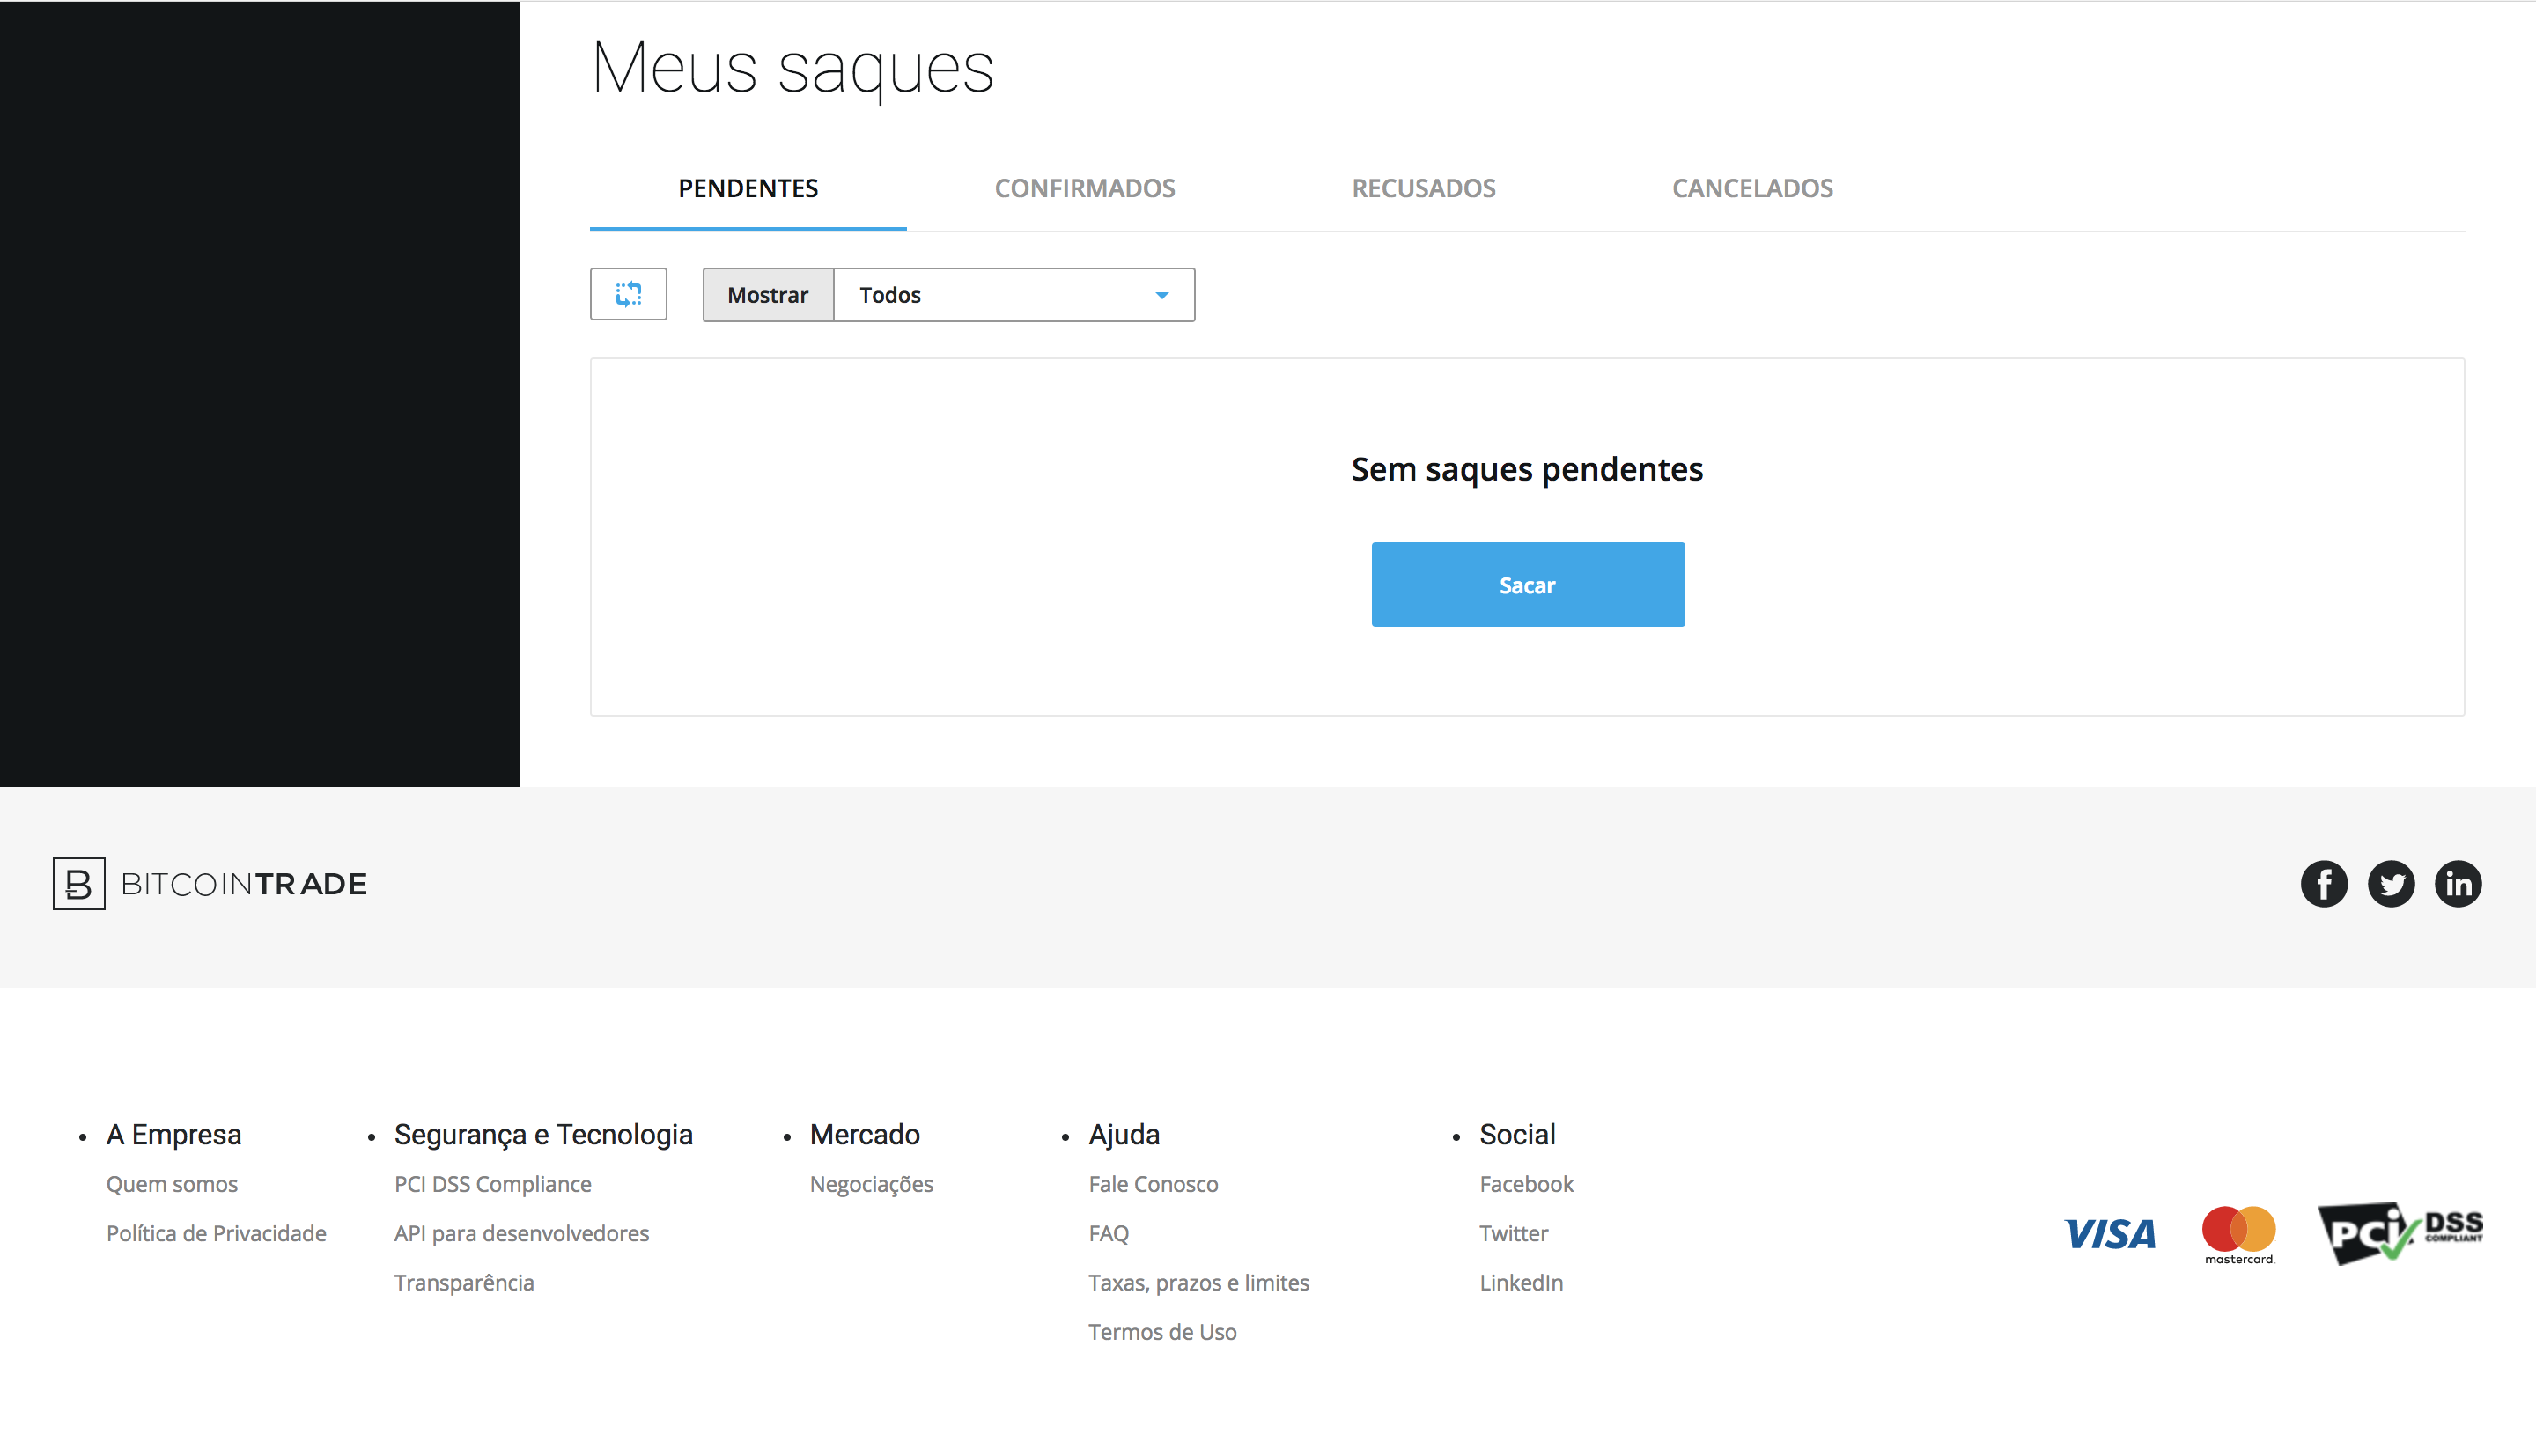 Meus saques
PENDENTES CONFIRMADOS RECUSADOS CANCELADOS
Mostrar Todos
Sem saques pendentes
Sacar
B BITCOINTRADE
f in
A Empresa
Quem somos
Política de Privacidade
Segurança e Tecnologia
PCI DSS Compliance
API para desenvolvedores
Transparência
Mercado
Negociações
Ajuda
Fale Conosco
FAQ
Taxas, prazos e limites
Termos de Uso
Social
Facebook
Twitter
LinkedIn
VISA
mastercard.
PCi DSS
COMPLIANT